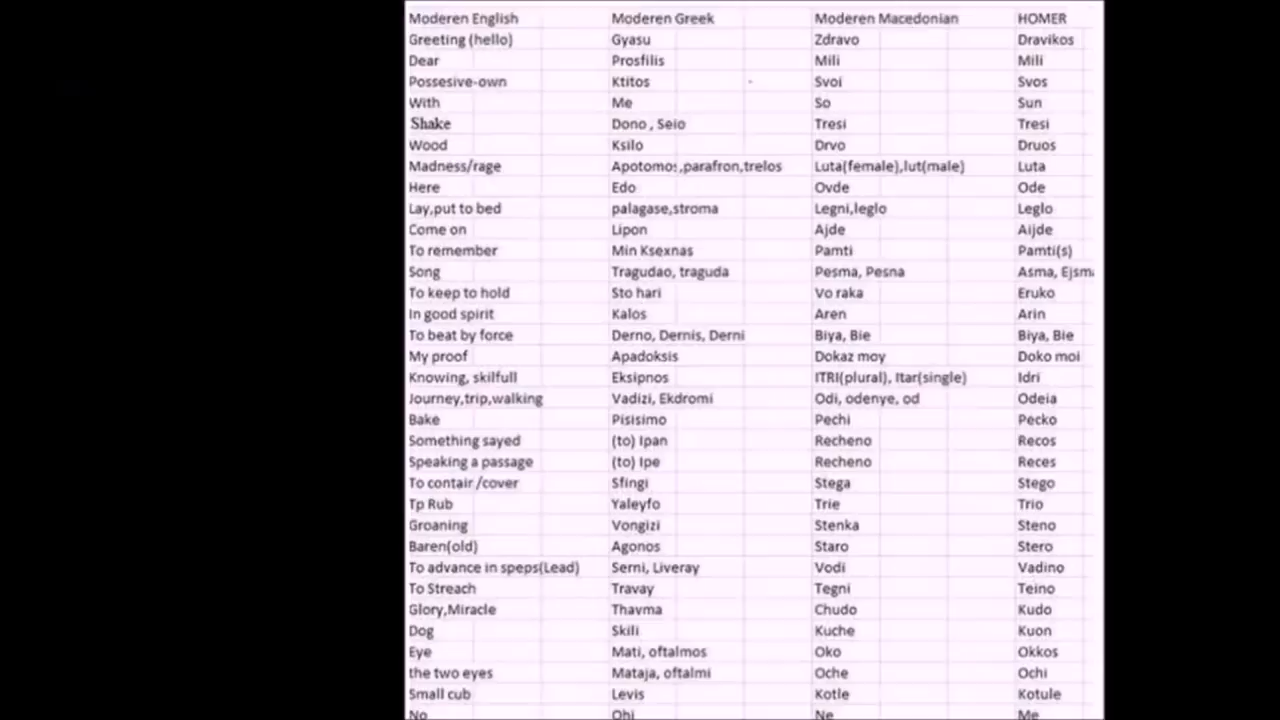 Moderen English Moderen Greek Moderen Macedonian HOMER
Greeting (hello) Gyasu Zdravo Dravikos
Dear Prosfilis Mili Mili
Possesive-own Ktitos Svoi Svos
With Me So Sun
Shake Dono , Seio Tresi Tresi
Wood Ksilo Drvo Druos
Madness/rage Apotomos,parafron,trelos Luta(female),lut(male) Luta
Here Edo Ovde Ode
Lay,put to bed palagase,stroma Legni,leglo Leglo
Come on Lipon Ajde Aijde
To remember Min Ksexnas Pamti Pamti(s)
Song Tragudao, traguda Pesma, Pesna Asma,
To keep to hold Sto hari Vo raka Eruko
In good spirit Kalos Aren Arin
To beat by force Derno, Dernis, Derni Biya, Bie Biya, Bie
My proof Apadoksis Dokaz moy Doko moi
Knowing, skilfull Eksipnos ITRI(plural), Itar(single) Idri
Journey,trip,walking Vadizi, Ekdromi Odi, odenye, od Odeia
Bake Pisisimo Pechi Pecko
Something sayed (to) Ipan Recheno Recos
Speaking a passage (to) Ipe Recheno Reces
To contair/cover Sfingi Stega Stego
Tp Rub Yaleyfo Trie Trio
Groaning Vongizi Stenka Steno
Baren(old) Agonos Staro Stero
To advance in speps(Lead) Serni, Liveray Vodi Vadino
To Streach Travay Tegni Teino
Glory,Miracle Thavma Chudo Kudo
Dog Skili Kuche Kuon
Eye Mati, oftalmos Oko Okkos
the two eyes Mataja, oftalmi Oche Ochi
Small cub Levis Kotle Kotule
No Ohi Ne Me